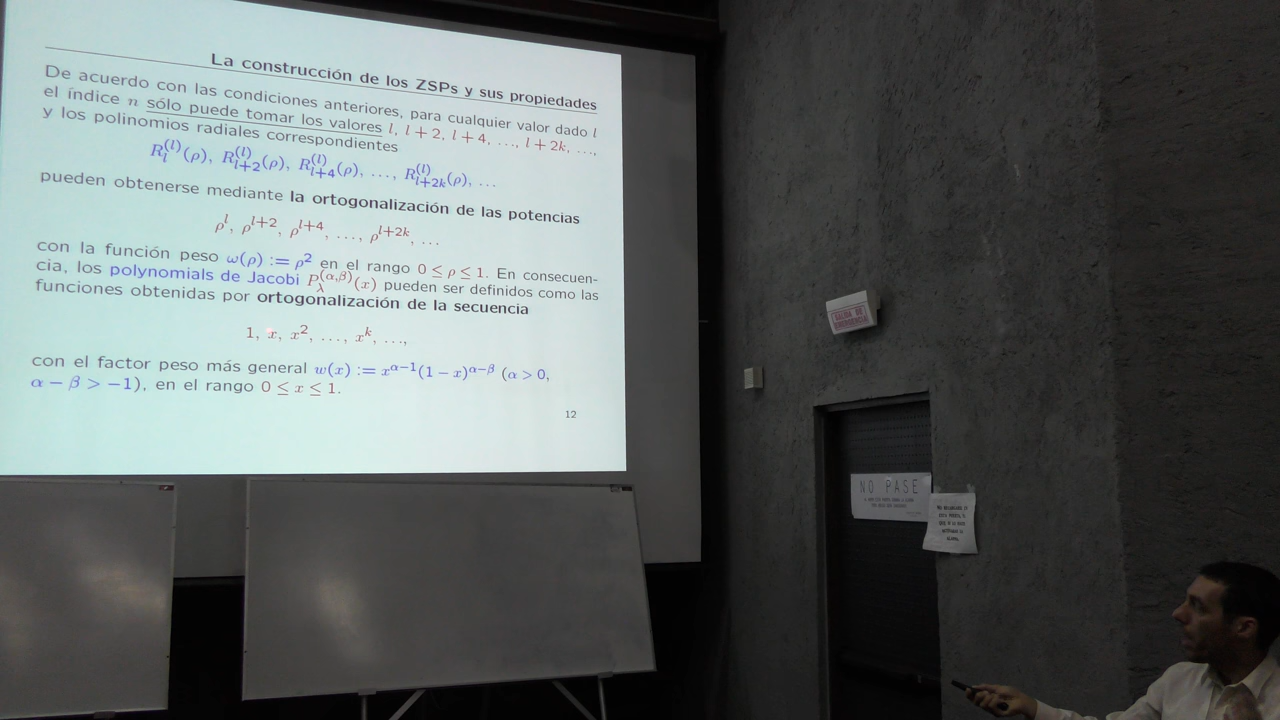 La construcción de los ZSPs y sus propiedades
De acuerdo con las condiciones anteriores, para cualquier valor dado l
el índice n sólo puede tomar los valores l, l + 2, l + 4, …, l + 2k, …,
y los polinomios radiales correspondientes
R_l^{(l)}(ρ), R_{l+2}^{(l)}(ρ), R_{l+4}^{(l)}(ρ), …, R_{l+2k}^{(l)}(ρ), …
pueden obtenerse mediante la ortogonalización de las potencias
ρ^l, ρ^{l+2}, ρ^{l+4}, …, ρ^{l+2k}, …
con la función peso ω(ρ) := ρ^2 en el rango 0 ≤ ρ ≤ 1. En consecuen-
cia, los polynomials de Jacobi P_λ^{(α,β)}(x) pueden ser definidos como las
funciones obtenidas por ortogonalización de la secuencia
1, x, x^2, …, x^k, …,
con el factor peso más general w(x) := x^{α−1}(1 − x)^{α−β} (α > 0,
α − β > −1), en el rango 0 ≤ x ≤ 1.
12
SALIDA DE
EMERGENCIA
NO PASE